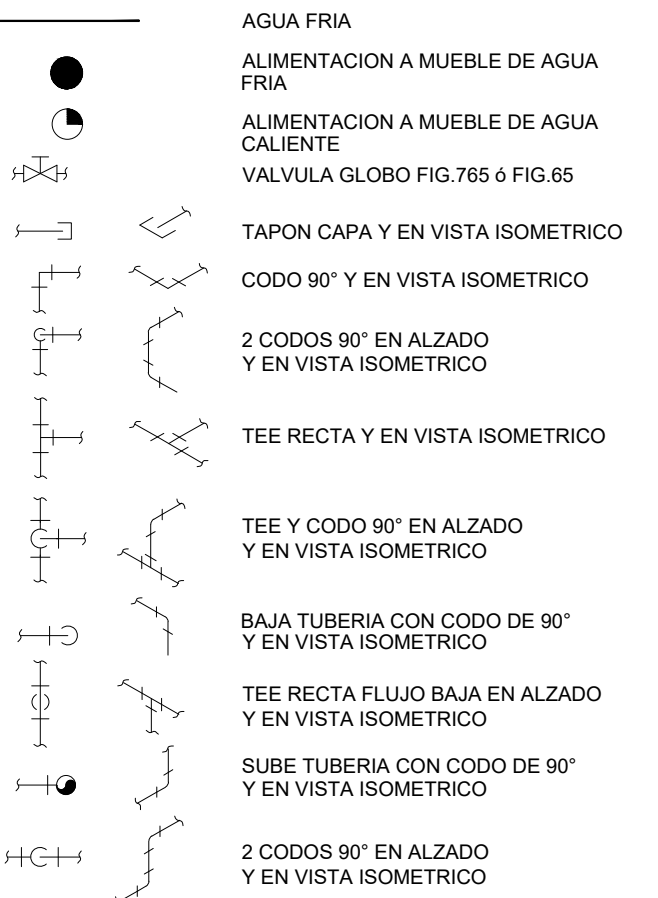 AGUA FRIA
ALIMENTACION A MUEBLE DE AGUA
FRIA
ALIMENTACION A MUEBLE DE AGUA
CALIENTE
VALVULA GLOBO FIG.765 ó FIG.65
TAPON CAPA Y EN VISTA ISOMETRICO
CODO 90° Y EN VISTA ISOMETRICO
2 CODOS 90° EN ALZADO
Y EN VISTA ISOMETRICO
TEE RECTA Y EN VISTA ISOMETRICO
TEE Y CODO 90° EN ALZADO
Y EN VISTA ISOMETRICO
BAJA TUBERIA CON CODO DE 90°
Y EN VISTA ISOMETRICO
TEE RECTA FLUJO BAJA EN ALZADO
Y EN VISTA ISOMETRICO
SUBE TUBERIA CON CODO DE 90°
Y EN VISTA ISOMETRICO
2 CODOS 90° EN ALZADO
Y EN VISTA ISOMETRICO